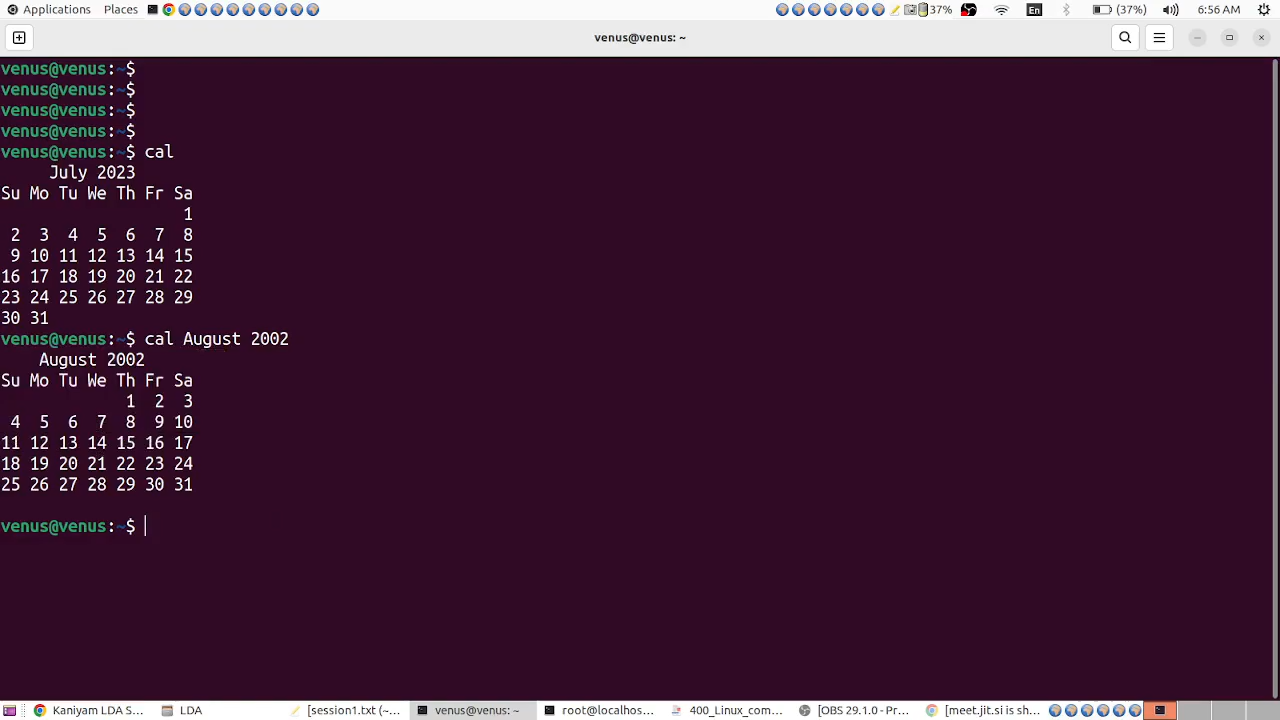 Applications Places 37% En (37%) 6:56 AM
venus@venus: ~
venus@venus:~$
venus@venus:~$
venus@venus:~$
venus@venus:~$
venus@venus:~$ cal
     July 2023
Su Mo Tu We Th Fr Sa
                   1
 2  3  4  5  6  7  8
 9 10 11 12 13 14 15
16 17 18 19 20 21 22
23 24 25 26 27 28 29
30 31
venus@venus:~$ cal August 2002
    August 2002
Su Mo Tu We Th Fr Sa
             1  2  3
 4  5  6  7  8  9 10
11 12 13 14 15 16 17
18 19 20 21 22 23 24
25 26 27 28 29 30 31
venus@venus:~$
Kaniyam LDA S... LDA [session1.txt (~... venus@venus: ~ root@localhos... 400_Linux_com... [OBS 29.1.0 - Pr... [meet.jit.si is sh...